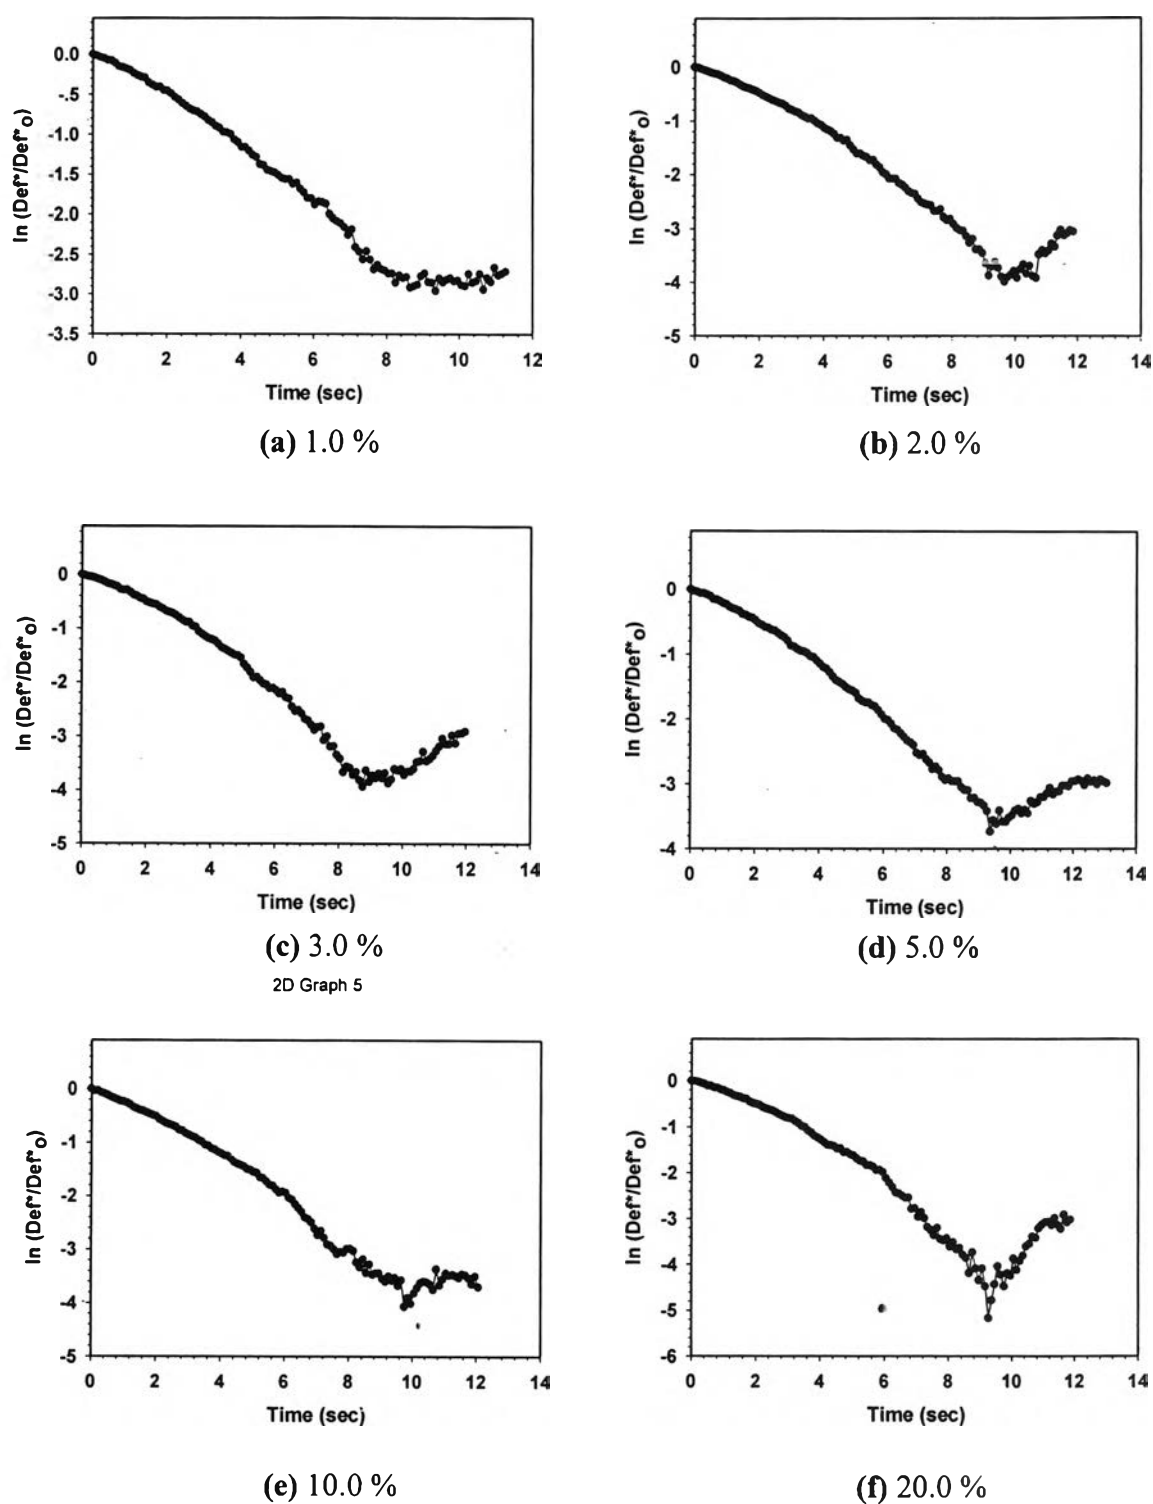 0.0
-.5
-1.0
-1.5
-2.0
-2.5
-3.0
-3.5
ln (Def*/Def*o)
0 2 4 6 8 10 12
Time (sec)
(a) 1.0 %
0
-1
-2
-3
-4
-5
ln (Def*/Def*o)
0 2 4 6 8 10 12 14
Time (sec)
(b) 2.0 %
0
-1
-2
-3
-4
-5
ln (Def*/Def*o)
0 2 4 6 8 10 12 14
Time (sec)
(c) 3.0 %
0
-1
-2
-3
-4
ln (Def*/Def*o)
0 2 4 6 8 10 12 14
Time (sec)
(d) 5.0 %
2D Graph 5
0
-1
-2
-3
-4
-5
ln (Def*/Def*o)
0 2 4 6 8 10 12 14
Time (sec)
(e) 10.0 %
0
-1
-2
-3
-4
-5
-6
ln (Def*/Def*o)
0 2 4 6 8 10 12 14
Time (sec)
(f) 20.0 %